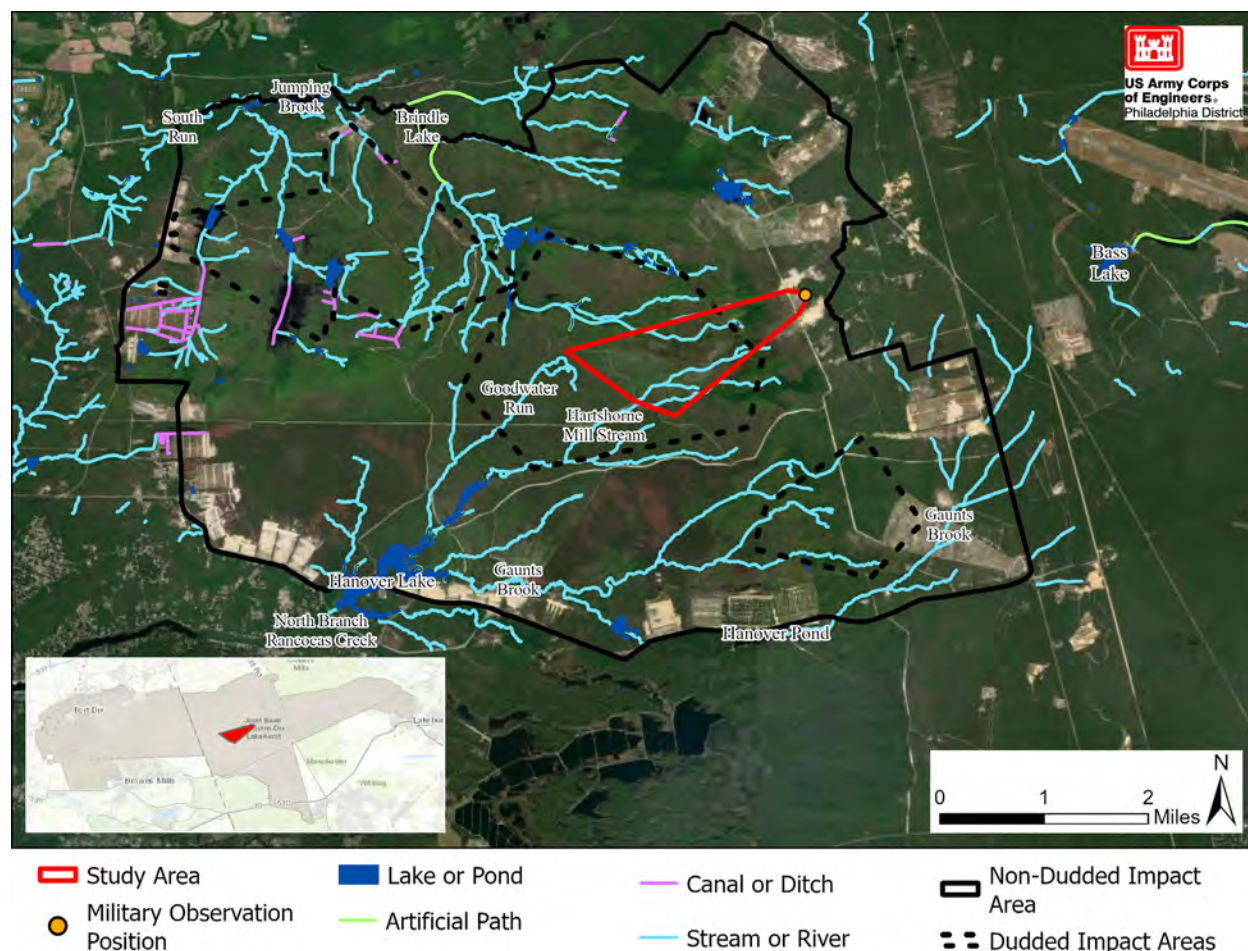 US Army Corps
of Engineers®
Philadelphia District
Jumping
Brook
South
Run
Brindle
Lake
Bass
Lake
Goodwater
Run
Hartshorne
Mill Stream
Gaunts
Brook
Hanover Lake
Gaunts
Brook
North Branch
Rancocas Creek
Hanover Pond
Fort Dix
Joint Base
Lakehurst
Manchester
Browns Mills
Whiting
N
0 1 2
Miles
Study Area
Lake or Pond
Canal or Ditch
Non-Dudded Impact
Area
Military Observation
Position
Artificial Path
Stream or River
Dudded Impact Areas